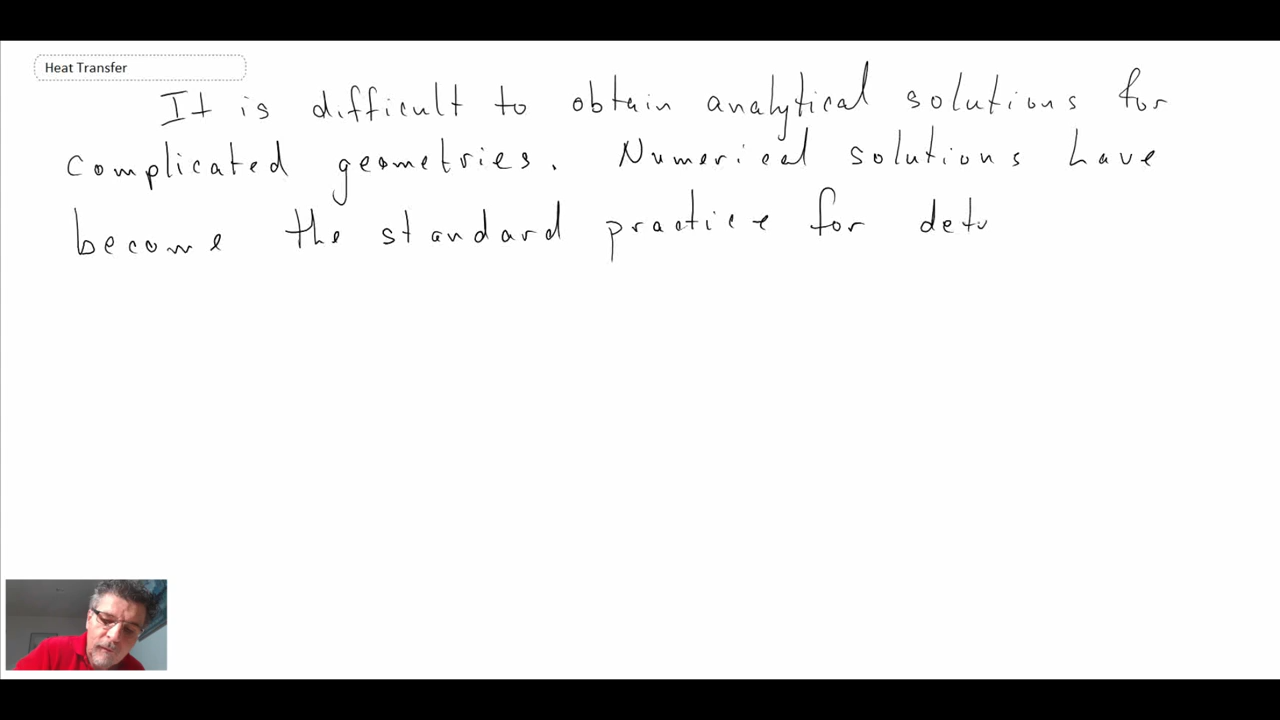 Heat Transfer
It is difficult to obtain analytical solutions for
complicated geometries. Numerical solutions have
become the standard practice for